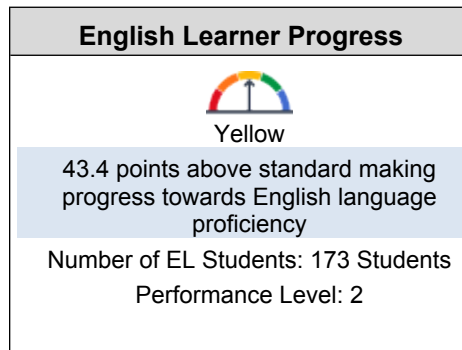 English Learner Progress
Yellow
43.4 points above standard making
progress towards English language
proficiency
Number of EL Students: 173 Students
Performance Level: 2